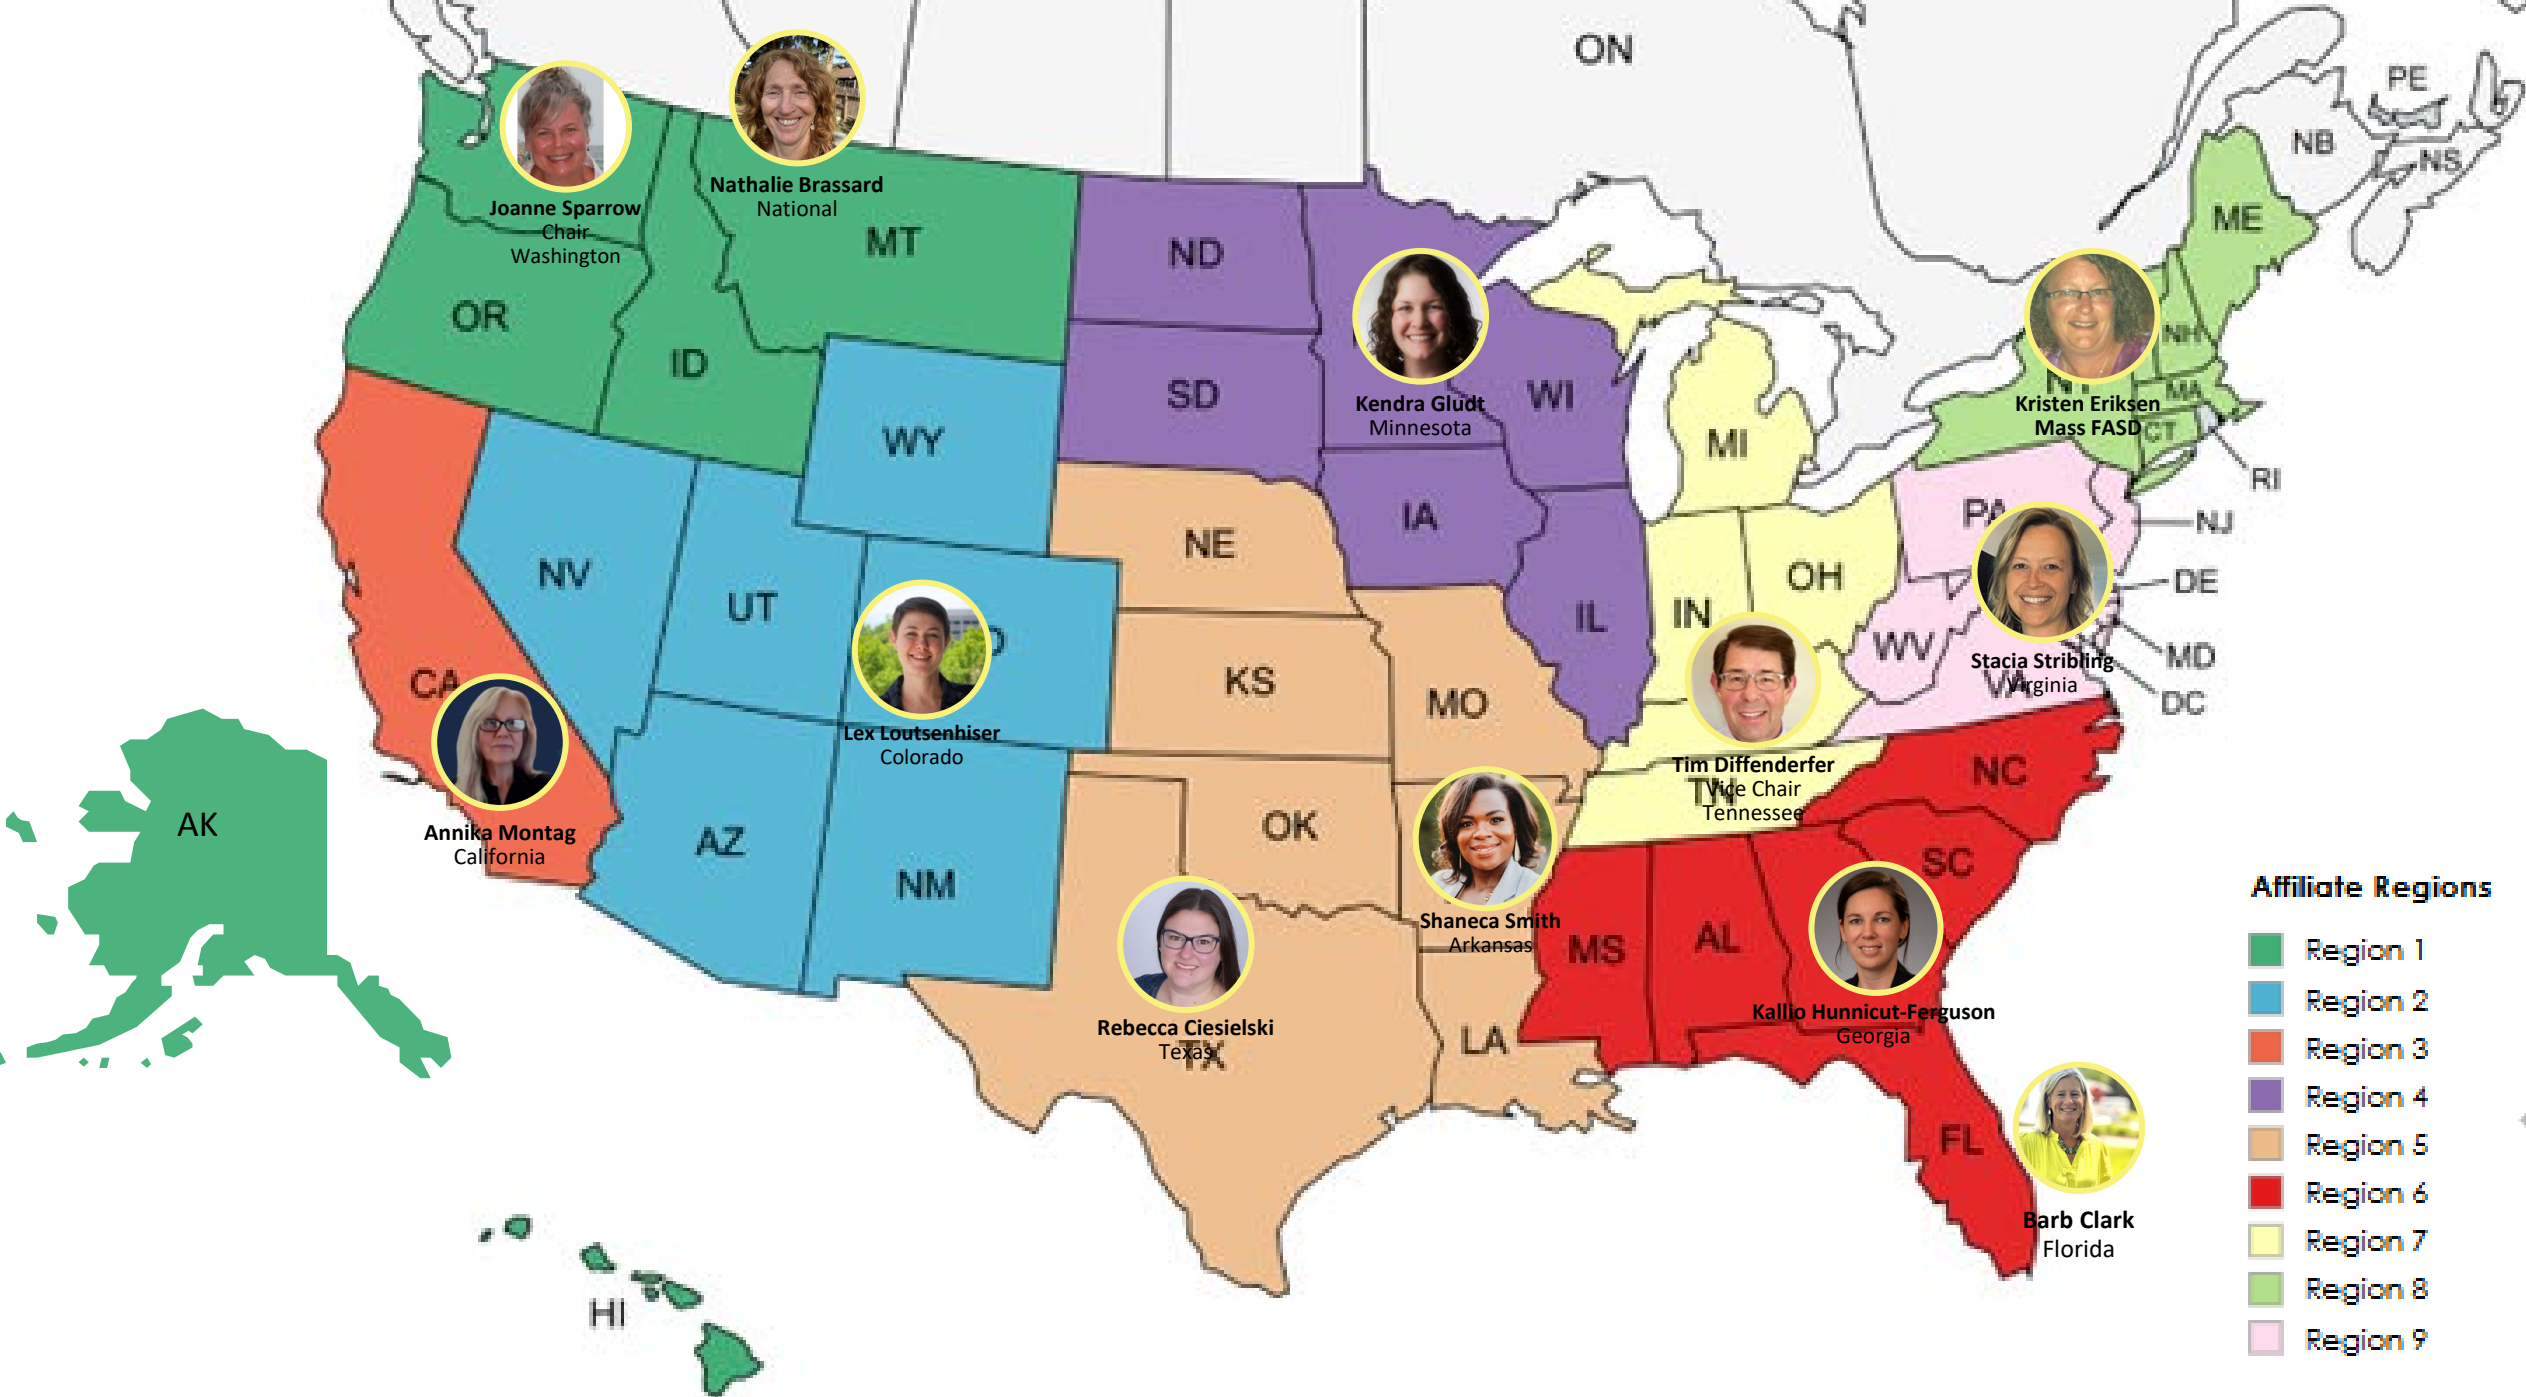 ON
PE
NB
NS
ME
Nathalie Brassard
National
Joanne Sparrow
Chair
Washington
MT
ND
OR
ID
NH
SD
WI
MA
Kendra Gludt
Minnesota
Kristen Eriksen
Mass FASD
CT
WY
MI
RI
IA
PA
NJ
NE
NV
OH
DE
UT
IN
IL
WV
MD
Stacia Stribling
Virginia
VA
DC
CA
KS
MO
Lex Loutsenhiser
Colorado
Tim Diffenderfer
Vice Chair
TN
Tennessee
NC
AK
Annika Montag
California
OK
AZ
NM
SC
Affiliate Regions
Shaneca Smith
Arkansas
MS
AL
Region 1
Region 2
Kallio Hunnicut-Ferguson
Georgia
Rebecca Ciesielski
Texas
TX
LA
Region 3
Region 4
FL
Region 5
Region 6
Barb Clark
Florida
Region 7
Region 8
HI
Region 9